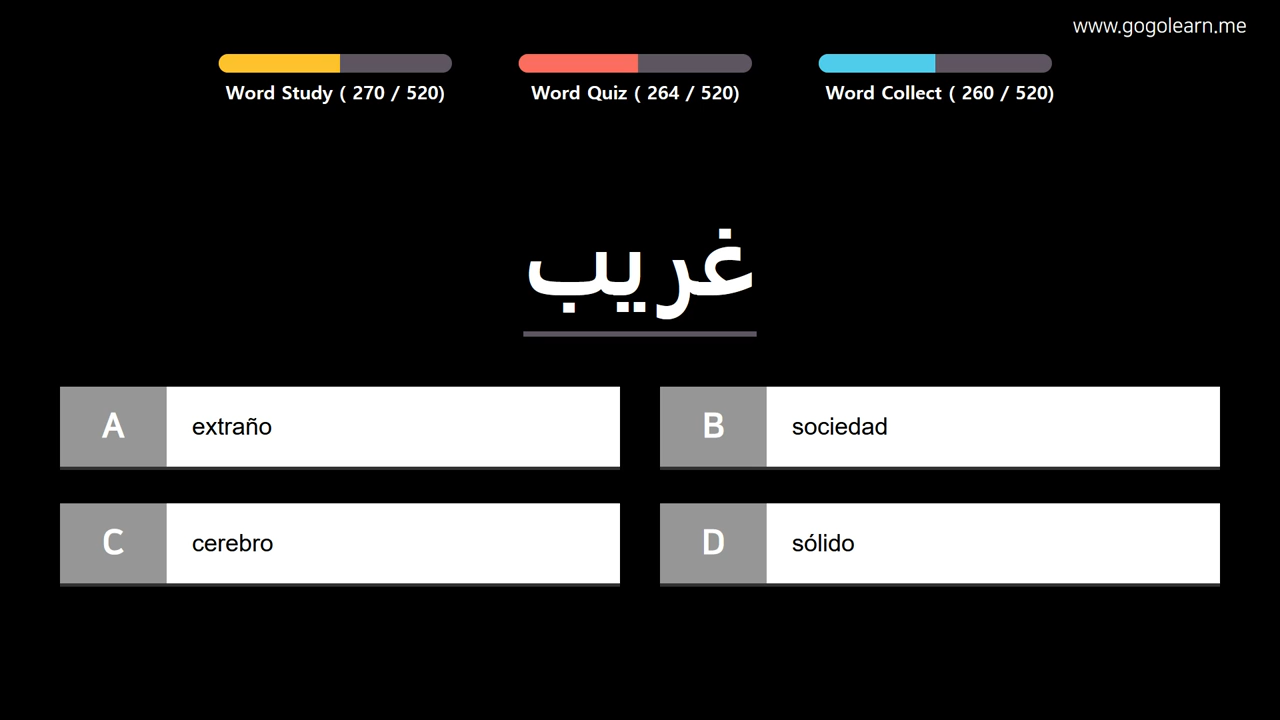 www.gogolearn.me
Word Study ( 270 / 520)
Word Quiz ( 264 / 520)
Word Collect ( 260 / 520)
غريب
A extraño
B sociedad
C cerebro
D sólido